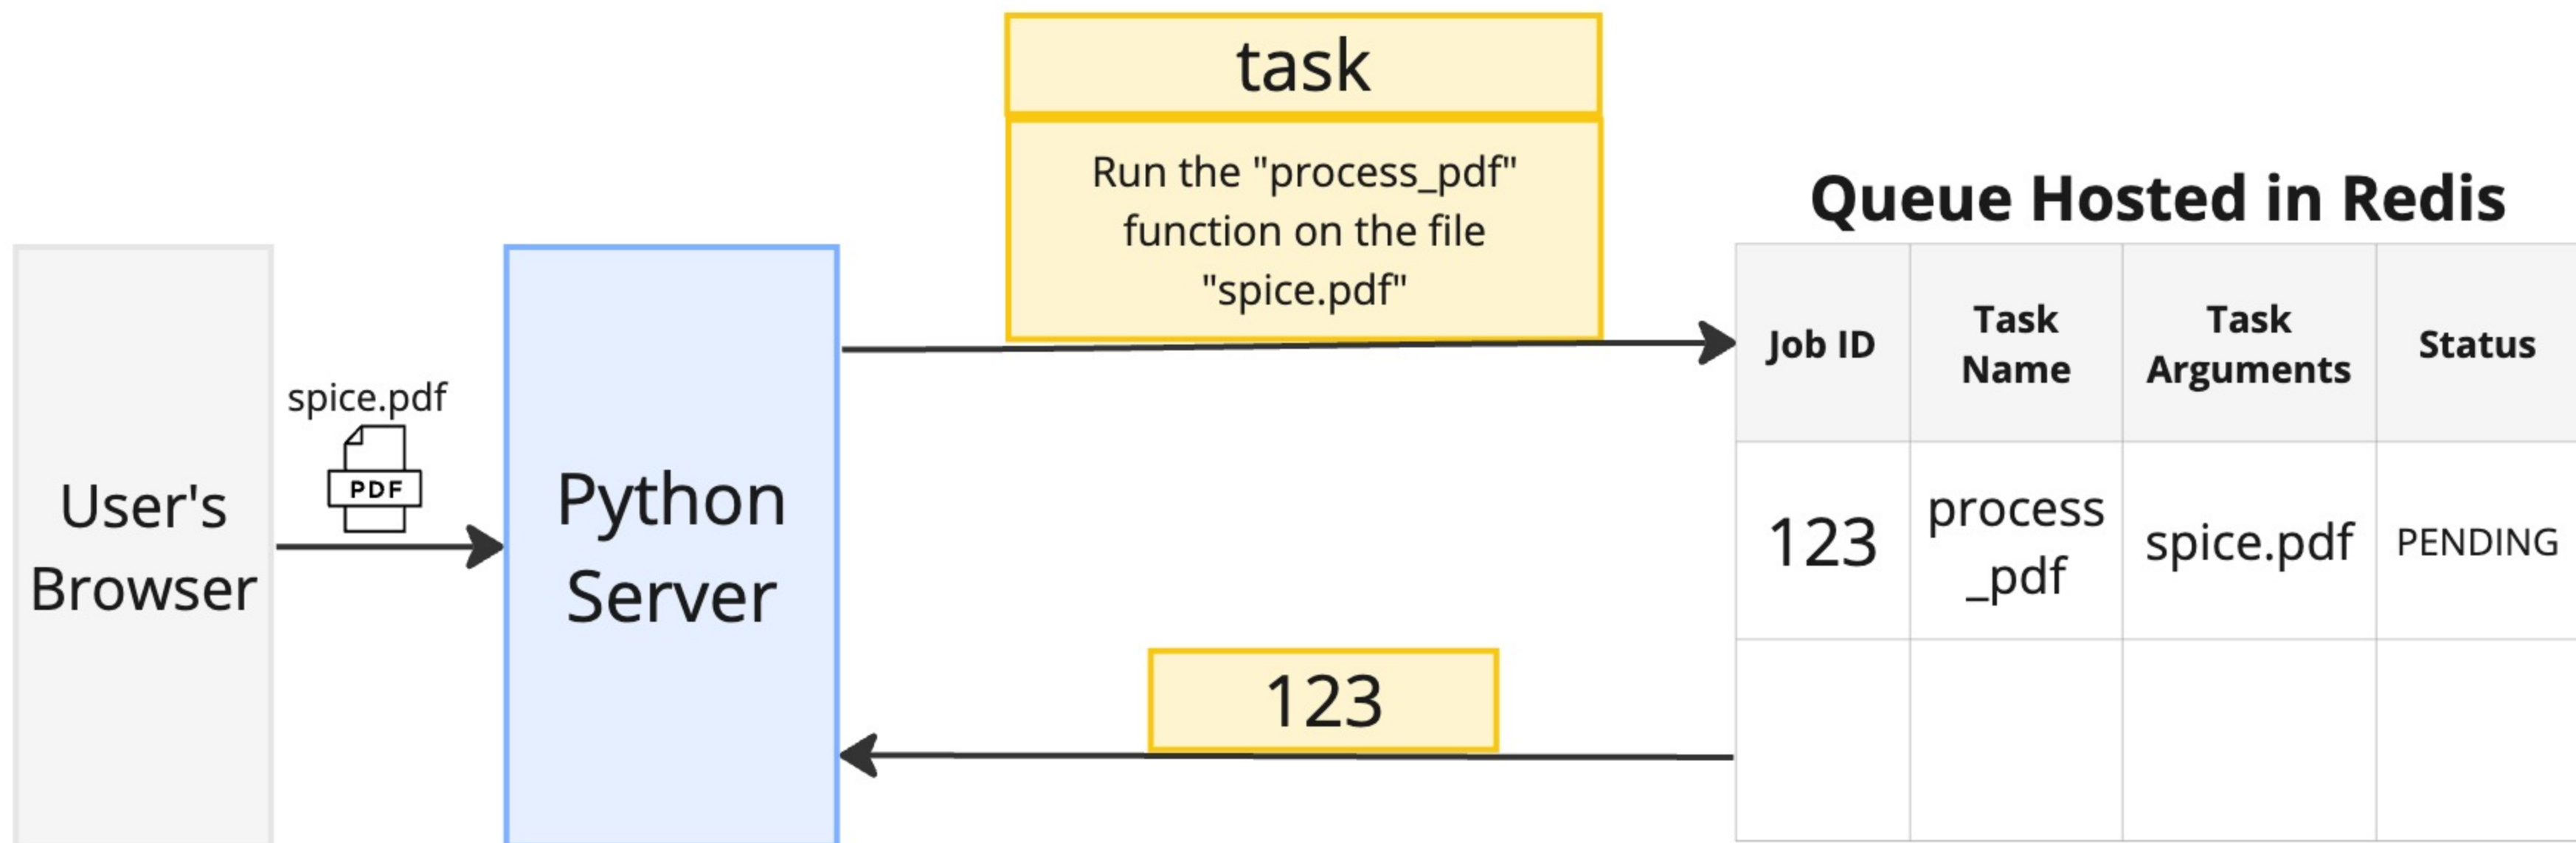 task
Run the "process_pdf"
function on the file
"spice.pdf"
Queue Hosted in Redis
Job ID
Task
Name
Task
Arguments
Status
spice.pdf
PDF
User's
Browser
Python
Server
123
process
_pdf
spice.pdf
PENDING
123